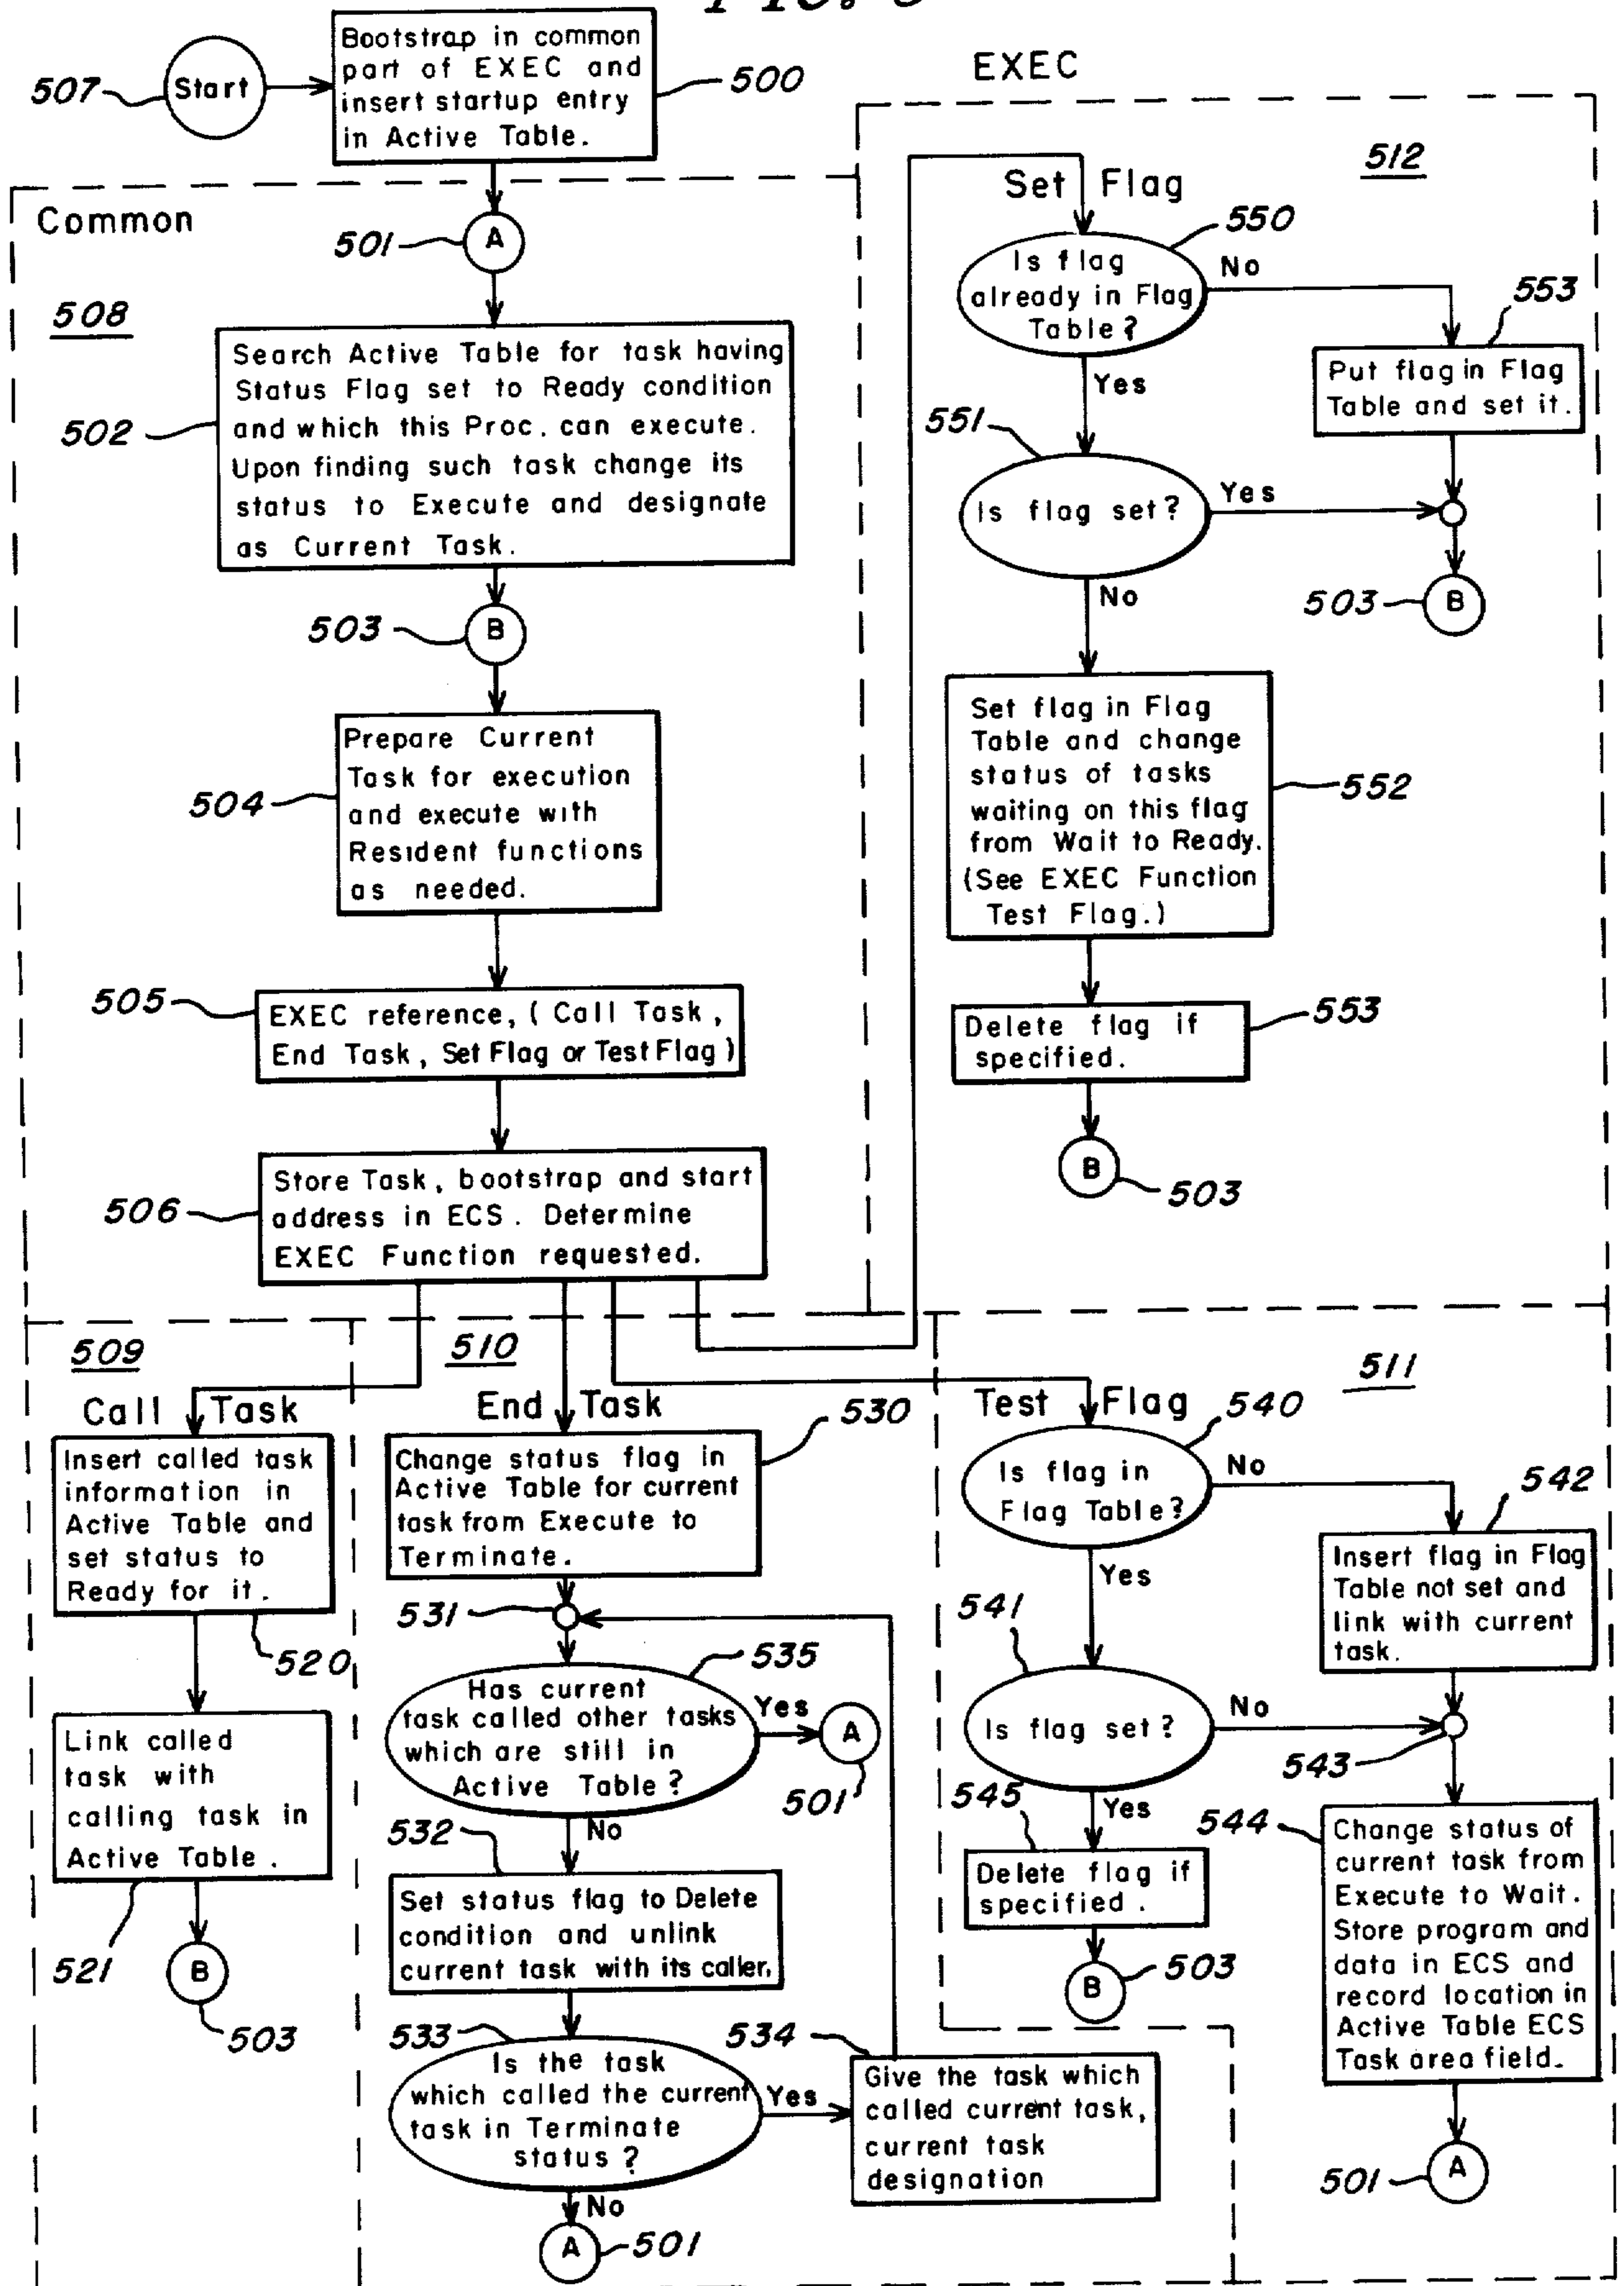 507
Start
Bootstrap in common
part of EXEC and
insert startup entry
in Active Table.
500
EXEC
Common
501
A
508
502
Search Active Table for task having
Status Flag set to Ready condition
and which this Proc. can execute.
Upon finding such task change its
status to Execute and designate
as Current Task.
503
B
504
Prepare Current
Task for execution
and execute with
Resident functions
as needed.
505
EXEC reference, ( Call Task ,
End Task , Set Flag or Test Flag )
506
Store Task , bootstrap and start
address in ECS . Determine
EXEC Function requested.
512
Set Flag
550
Is flag
already in Flag
Table ?
No
Yes
553
Put flag in Flag
Table and set it.
551
Is flag set ?
Yes
No
503
B
Set flag in Flag
Table and change
status of tasks
waiting on this flag
from Wait to Ready.
(See EXEC Function
Test Flag.)
552
Delete flag if
specified.
553
B
503
509
Call Task
Insert called task
information in
Active Table and
set status to
Ready for it .
520
Link called
task with
calling task in
Active Table .
521
B
503
510
End Task
530
Change status flag in
Active Table for current
task from Execute to
Terminate .
531
535
Has current
task called other tasks
which are still in
Active Table ?
Yes
A
501
No
532
Set status flag to Delete
condition and unlink
current task with its caller.
533
Is the task
which called the current
task in Terminate
status ?
Yes
No
A
501
534
Give the task which
called current task,
current task
designation
511
Test Flag
540
Is flag in
Flag Table ?
No
Yes
542
Insert flag in Flag
Table not set and
link with current
task.
541
Is flag set ?
No
543
545
Yes
Delete flag if
specified .
B
503
544
Change status of
current task from
Execute to Wait.
Store program and
data in ECS and
record location in
Active Table ECS
Task area field.
501
A